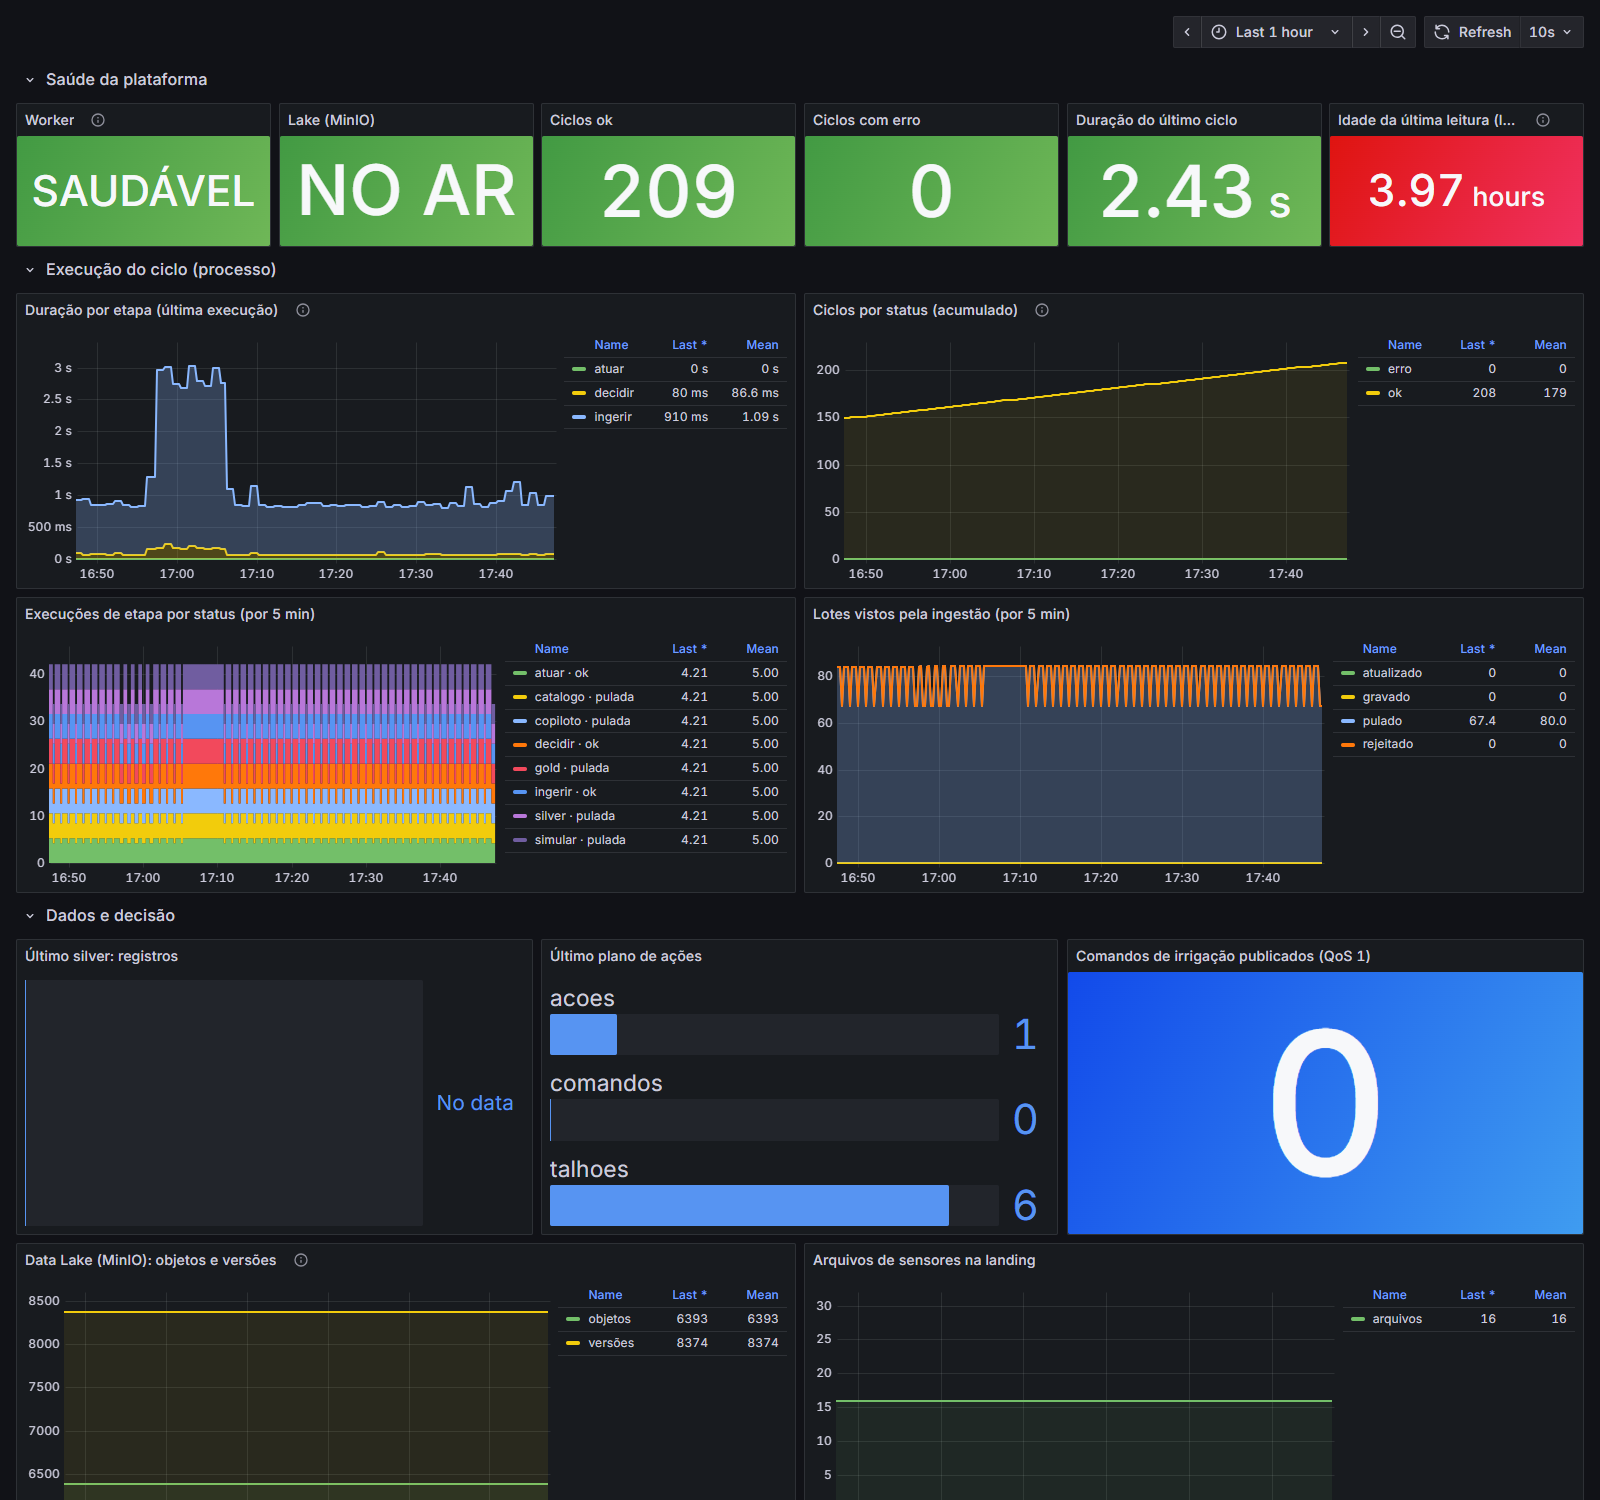 Last 1 hour
Refresh
10s
Saúde da plataforma
Worker
SAUDÁVEL
Lake (MinIO)
NO AR
Ciclos ok
209
Ciclos com erro
0
Duração do último ciclo
2.43 s
Idade da última leitura (l...
3.97 hours
Execução do ciclo (processo)
Duração por etapa (última execução)
3 s
2.5 s
2 s
1.5 s
1 s
500 ms
0 s
16:50 17:00 17:10 17:20 17:30 17:40
Name Last * Mean
atuar 0 s 0 s
decidir 80 ms 86.6 ms
ingerir 910 ms 1.09 s
Ciclos por status (acumulado)
200
150
100
50
0
16:50 17:00 17:10 17:20 17:30 17:40
Name Last * Mean
erro 0 0
ok 208 179
Execuções de etapa por status (por 5 min)
40
30
20
10
0
16:50 17:00 17:10 17:20 17:30 17:40
Name Last * Mean
atuar · ok 4.21 5.00
catalogo · pulada 4.21 5.00
copiloto · pulada 4.21 5.00
decidir · ok 4.21 5.00
gold · pulada 4.21 5.00
ingerir · ok 4.21 5.00
silver · pulada 4.21 5.00
simular · pulada 4.21 5.00
Lotes vistos pela ingestão (por 5 min)
80
60
40
20
0
16:50 17:00 17:10 17:20 17:30 17:40
Name Last * Mean
atualizado 0 0
gravado 0 0
pulado 67.4 80.0
rejeitado 0 0
Dados e decisão
Último silver: registros
No data
Último plano de ações
acoes
1
comandos
0
talhoes
6
Comandos de irrigação publicados (QoS 1)
0
Data Lake (MinIO): objetos e versões
8500
8000
7500
7000
6500
Name Last * Mean
objetos 6393 6393
versões 8374 8374
Arquivos de sensores na landing
30
25
20
15
10
5
Name Last * Mean
arquivos 16 16